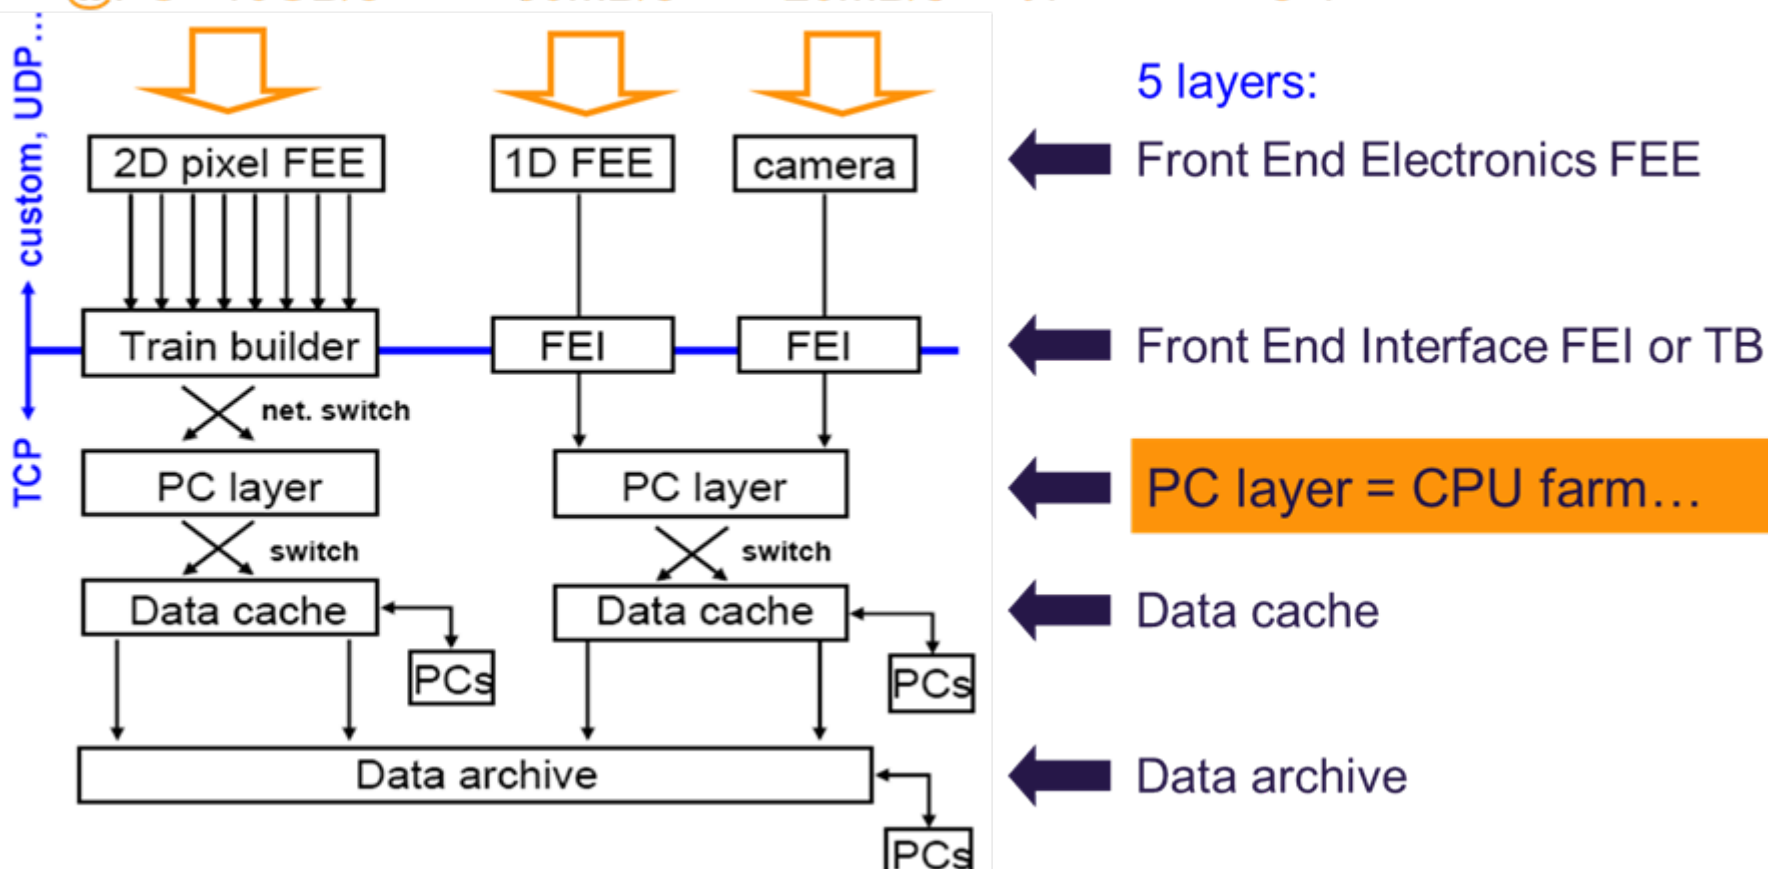 5 layers:
custom, UDP...
2D pixel FEE
1D FEE
camera
Front End Electronics FEE
Train builder
FEI
FEI
Front End Interface FEI or TB
net. switch
TCP
PC layer
PC layer
PC layer = CPU farm...
switch
switch
Data cache
Data cache
Data cache
PCs
PCs
Data archive
Data archive
PCs